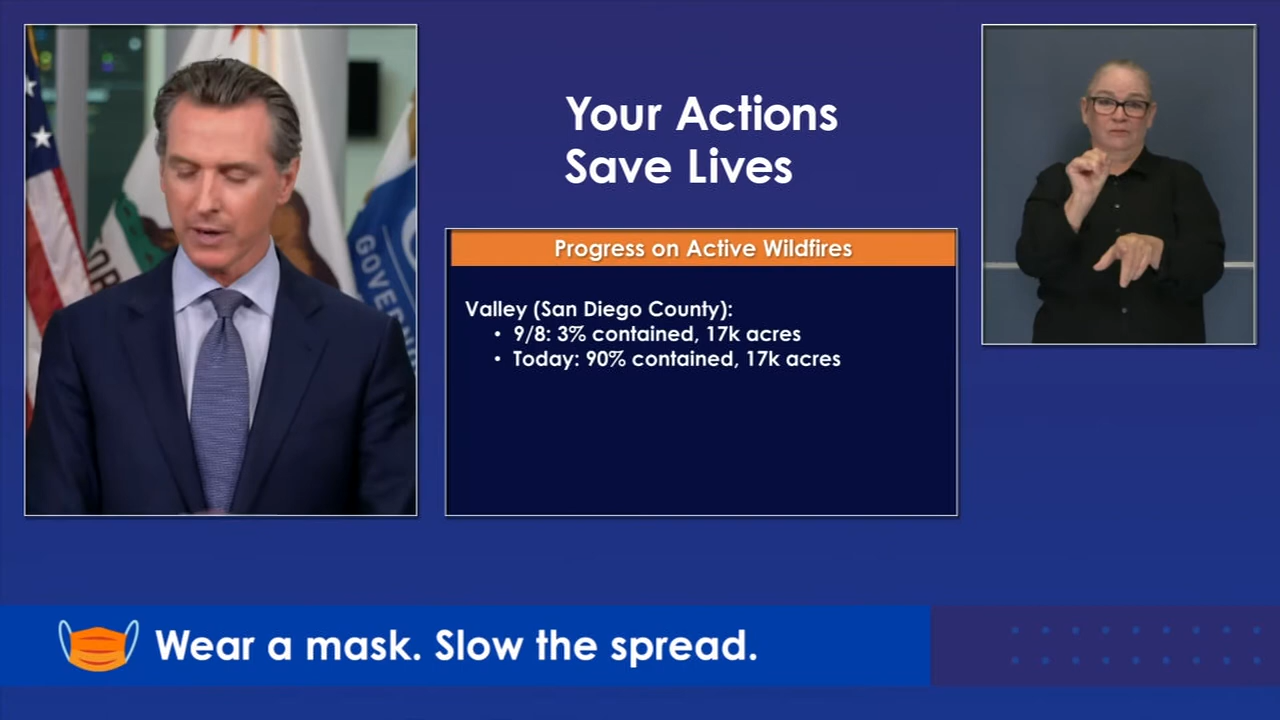 Your Actions
Save Lives
Progress on Active Wildfires
Valley (San Diego County):
• 9/8: 3% contained, 17k acres
• Today: 90% contained, 17k acres
GOVERN
Wear a mask. Slow the spread.